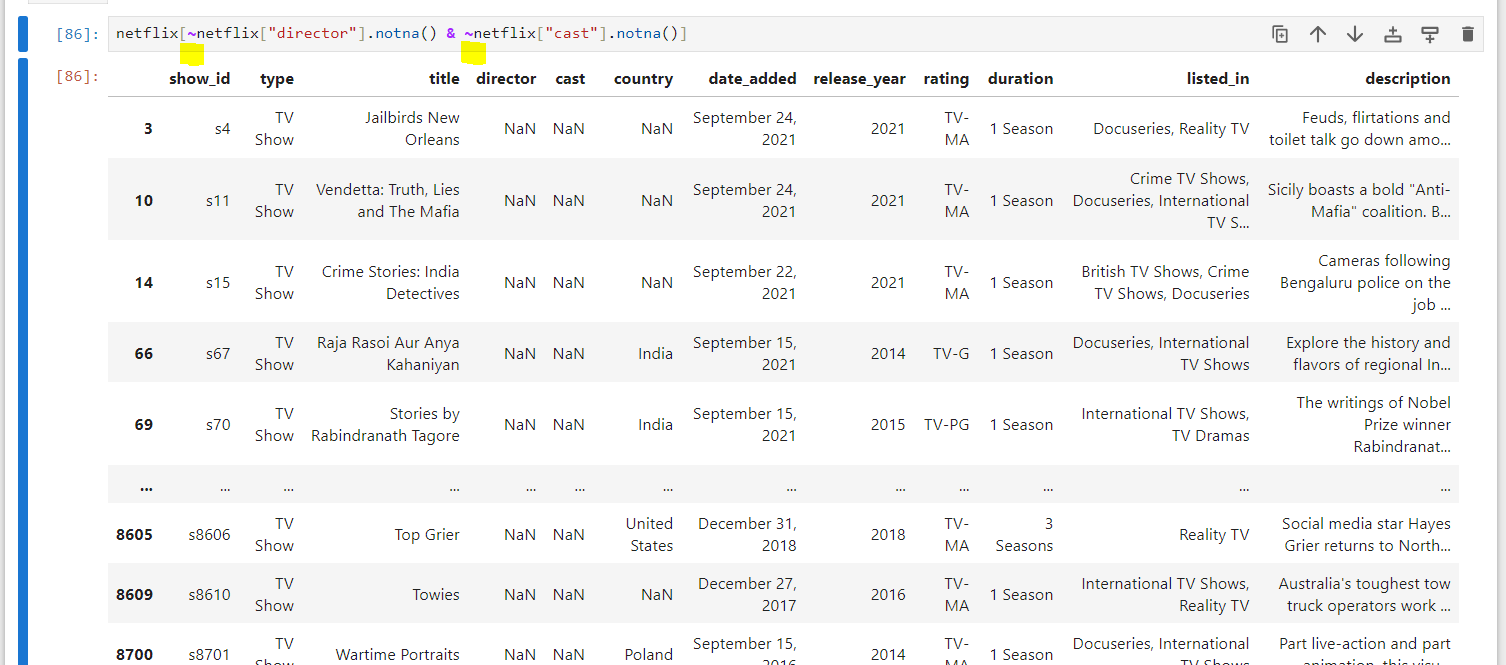 [86]: netflix[~netflix["director"].notna() & ~netflix["cast"].notna()]
[86]: show_id type title director cast country date_added release_year rating duration listed_in description
3 s4 TV Show Jailbirds New Orleans NaN NaN NaN September 24, 2021 2021 TV-MA 1 Season Docuseries, Reality TV Feuds, flirtations and toilet talk go down amo...
10 s11 TV Show Vendetta: Truth, Lies and The Mafia NaN NaN NaN September 24, 2021 2021 TV-MA 1 Season Crime TV Shows, Docuseries, International TV S... Sicily boasts a bold "Anti-Mafia" coalition. B...
14 s15 TV Show Crime Stories: India Detectives NaN NaN NaN September 22, 2021 2021 TV-MA 1 Season British TV Shows, Crime TV Shows, Docuseries Cameras following Bengaluru police on the job ...
66 s67 TV Show Raja Rasoi Aur Anya Kahaniyan NaN NaN India September 15, 2021 2014 TV-G 1 Season Docuseries, International TV Shows Explore the history and flavors of regional In...
69 s70 TV Show Stories by Rabindranath Tagore NaN NaN India September 15, 2021 2015 TV-PG 1 Season International TV Shows, TV Dramas The writings of Nobel Prize winner Rabindranat...
... ... ... ... ... ... ... ... ... ... ... ... ...
8605 s8606 TV Show Top Grier NaN NaN United States December 31, 2018 2018 TV-MA 3 Seasons Reality TV Social media star Hayes Grier returns to North...
8609 s8610 TV Show Towies NaN NaN NaN December 27, 2017 2016 TV-MA 1 Season International TV Shows, Reality TV Australia's toughest tow truck operators work ...
8700 s8701 TV Show Wartime Portraits NaN NaN Poland September 15, 2016 2014 TV-MA 1 Season Docuseries, International TV Shows Part live-action and part animation, this visu...